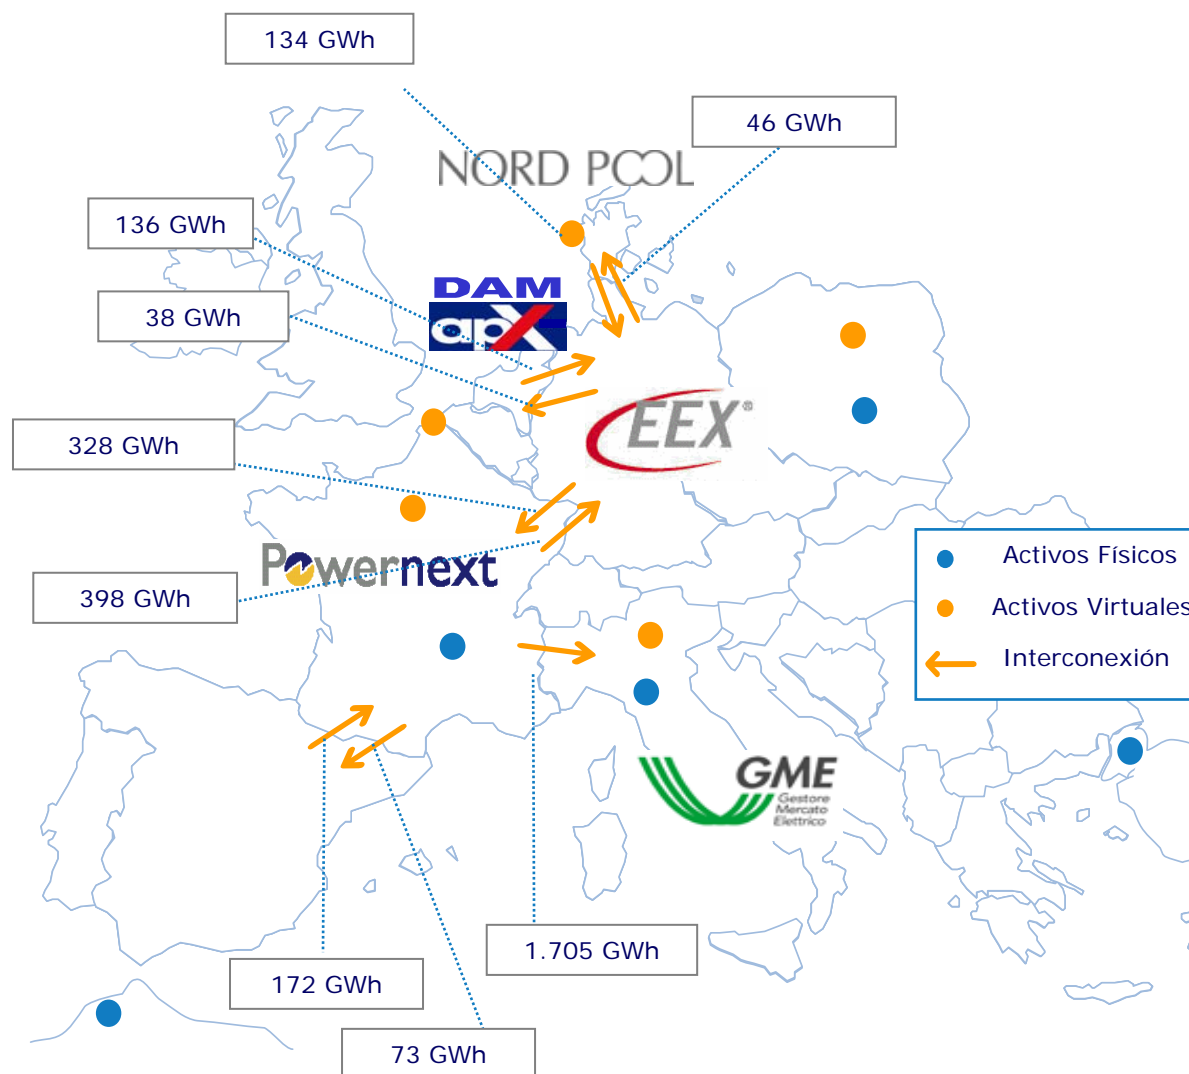 134 GWh
46 GWh
NORD POOL
136 GWh
DAM
apX
38 GWh
EEX®
328 GWh
Powernext
398 GWh
Activos Físicos
Activos Virtuales
Interconexión
GME
Gestore
Mercato
Elettrico
1.705 GWh
172 GWh
73 GWh